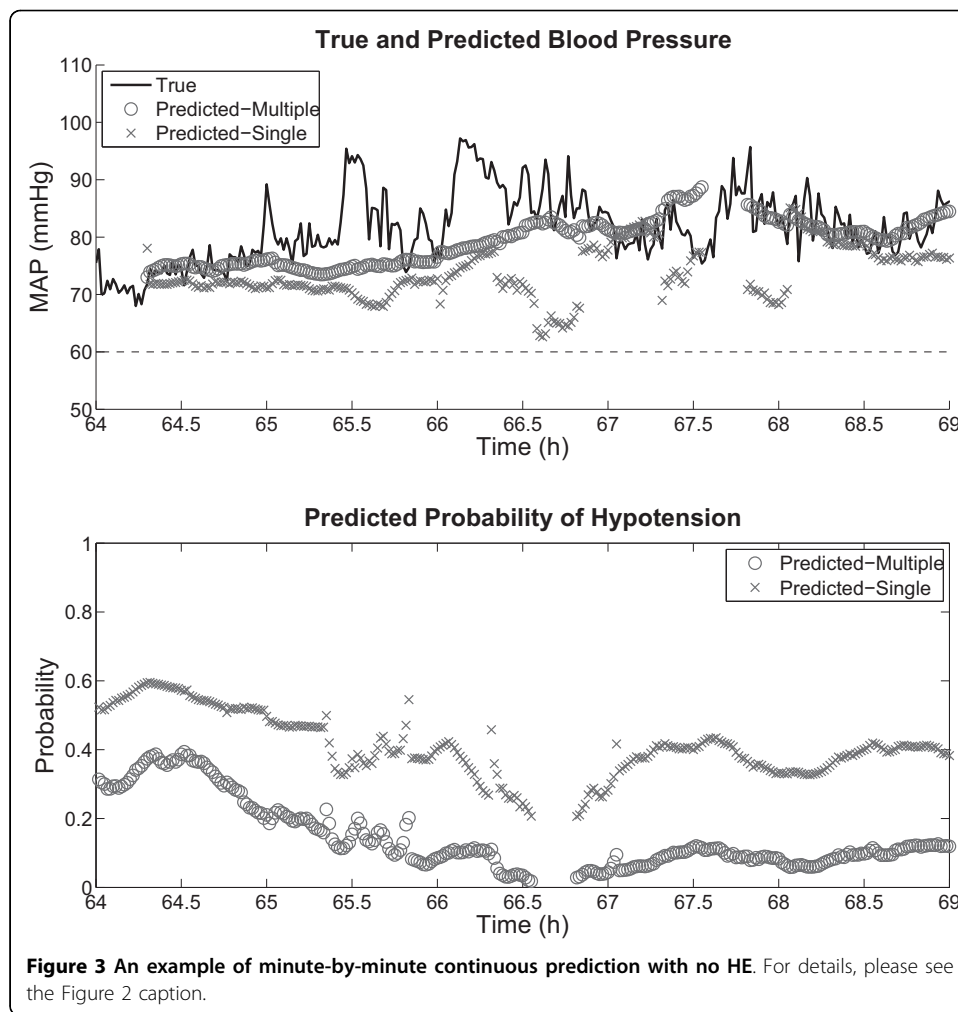 True and Predicted Blood Pressure
110
100
90
80
70
60
50
MAP (mmHg)
True
Predicted−Multiple
Predicted−Single
64 64.5 65 65.5 66 66.5 67 67.5 68 68.5 69
Time (h)
Predicted Probability of Hypotension
1
0.8
0.6
0.4
0.2
0
Probability
Predicted−Multiple
Predicted−Single
64 64.5 65 65.5 66 66.5 67 67.5 68 68.5 69
Time (h)
Figure 3 An example of minute-by-minute continuous prediction with no HE. For details, please see
the Figure 2 caption.